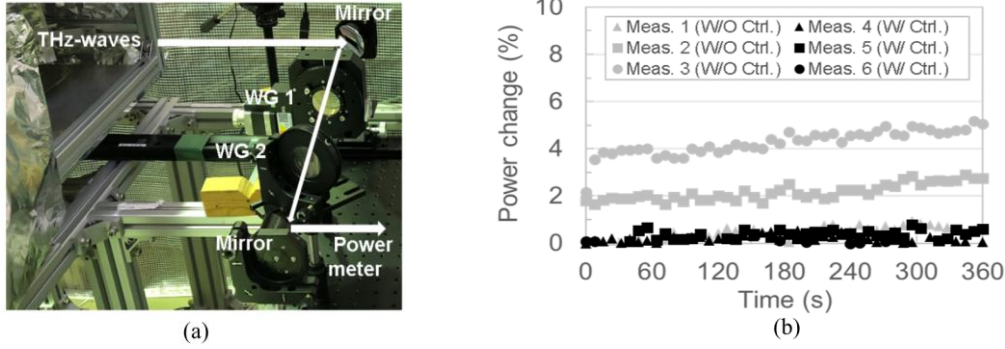 Mirror
THz-waves
WG 1
WG 2
Mirror
Power
meter
(a)
10
8
6
4
2
0
Power change (%)
Meas. 1 (W/O Ctrl.)
Meas. 4 (W/ Ctrl.)
Meas. 2 (W/O Ctrl.)
Meas. 5 (W/ Ctrl.)
Meas. 3 (W/O Ctrl.)
Meas. 6 (W/ Ctrl.)
0 60 120 180 240 300 360
Time (s)
(b)